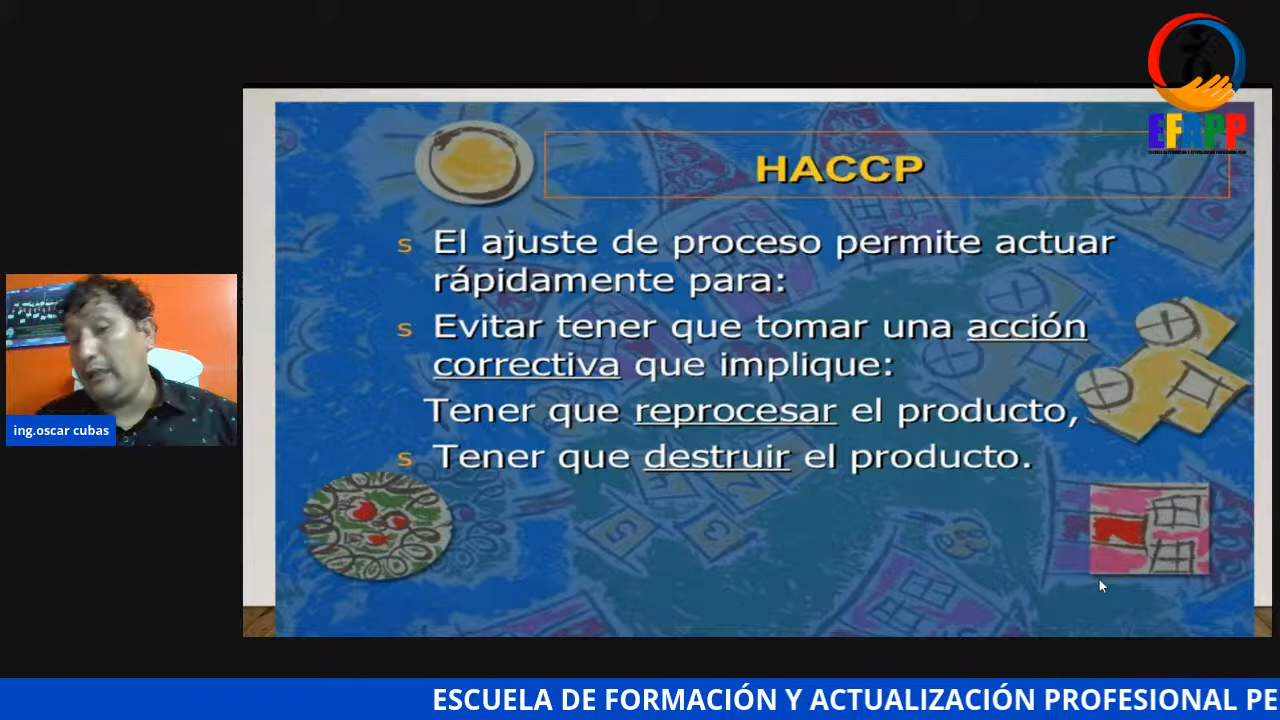 EFAPP
HACCP
s El ajuste de proceso permite actuar
rápidamente para:
s Evitar tener que tomar una acción
correctiva que implique:
Tener que reprocesar el producto,
s Tener que destruir el producto.
ing.oscar cubas
ESCUELA DE FORMACIÓN Y ACTUALIZACIÓN PROFESIONAL PE